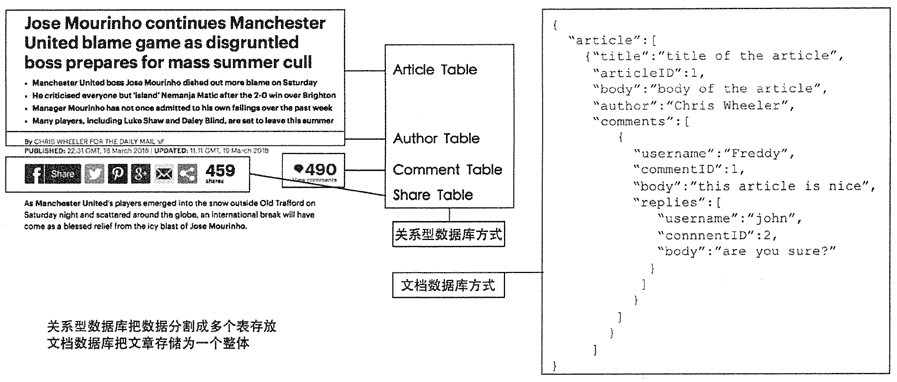 Jose Mourinho continues Manchester
United blame game as disgruntled
boss prepares for mass summer cull
• Manchester United boss Jose Mourinho dished out more blame on Saturday
• He criticised everyone but 'island' Nemanja Matic after the 2-0 win over Brighton
• Manager Mourinho has not once admitted to his own failings over the past week
• Many players, including Luke Shaw and Daley Blind, are set to leave this summer
By CHRIS WHEELER FOR THE DAILY MAIL
PUBLISHED: 22:31 GMT, 18 March 2018 | UPDATED: 11:11 GMT, 19 March 2018
Share
459
shares
490
View comments
As Manchester United's players emerged into the snow outside Old Trafford on
Saturday night and scattered around the globe, an international break will have
come as a blessed relief from the icy blast of Jose Mourinho.
Article Table
Author Table
Comment Table
Share Table
关系型数据库方式
文档数据库方式
关系型数据库把数据分割成多个表存放
文档数据库把文章存储为一个整体
{
"article":[
{"title":"title of the article",
"articleID":1,
"body":"body of the article",
"author":"Chris Wheeler",
"comments":[
{
"username":"Freddy",
"commentID":1,
"body":"this article is nice",
"replies":[
"username":"john",
"connnentID":2,
"body":"are you sure?"
}
]
}
]
}
]
}